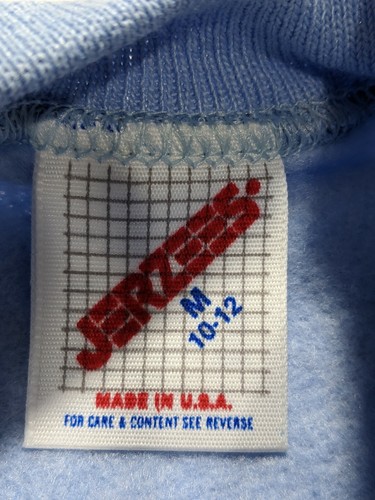 JERZEES
M
10-12
MADE IN U.S.A.
FOR CARE & CONTENT SEE REVERSE